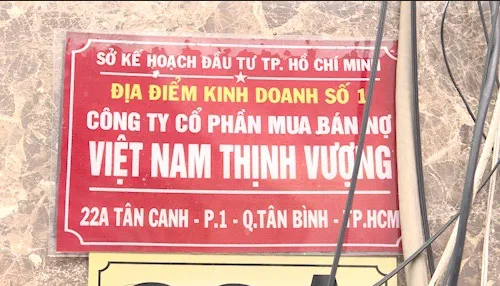 SỞ KẾ HOẠCH ĐẦU TƯ TP. HỒ CHÍ MINH
ĐỊA ĐIỂM KINH DOANH SỐ 1
CÔNG TY CỔ PHẦN MUA BÁN NỢ
VIỆT NAM THỊNH VƯỢNG
22A TÂN CANH - P.1 - Q.TÂN BÌNH - TP.HCM